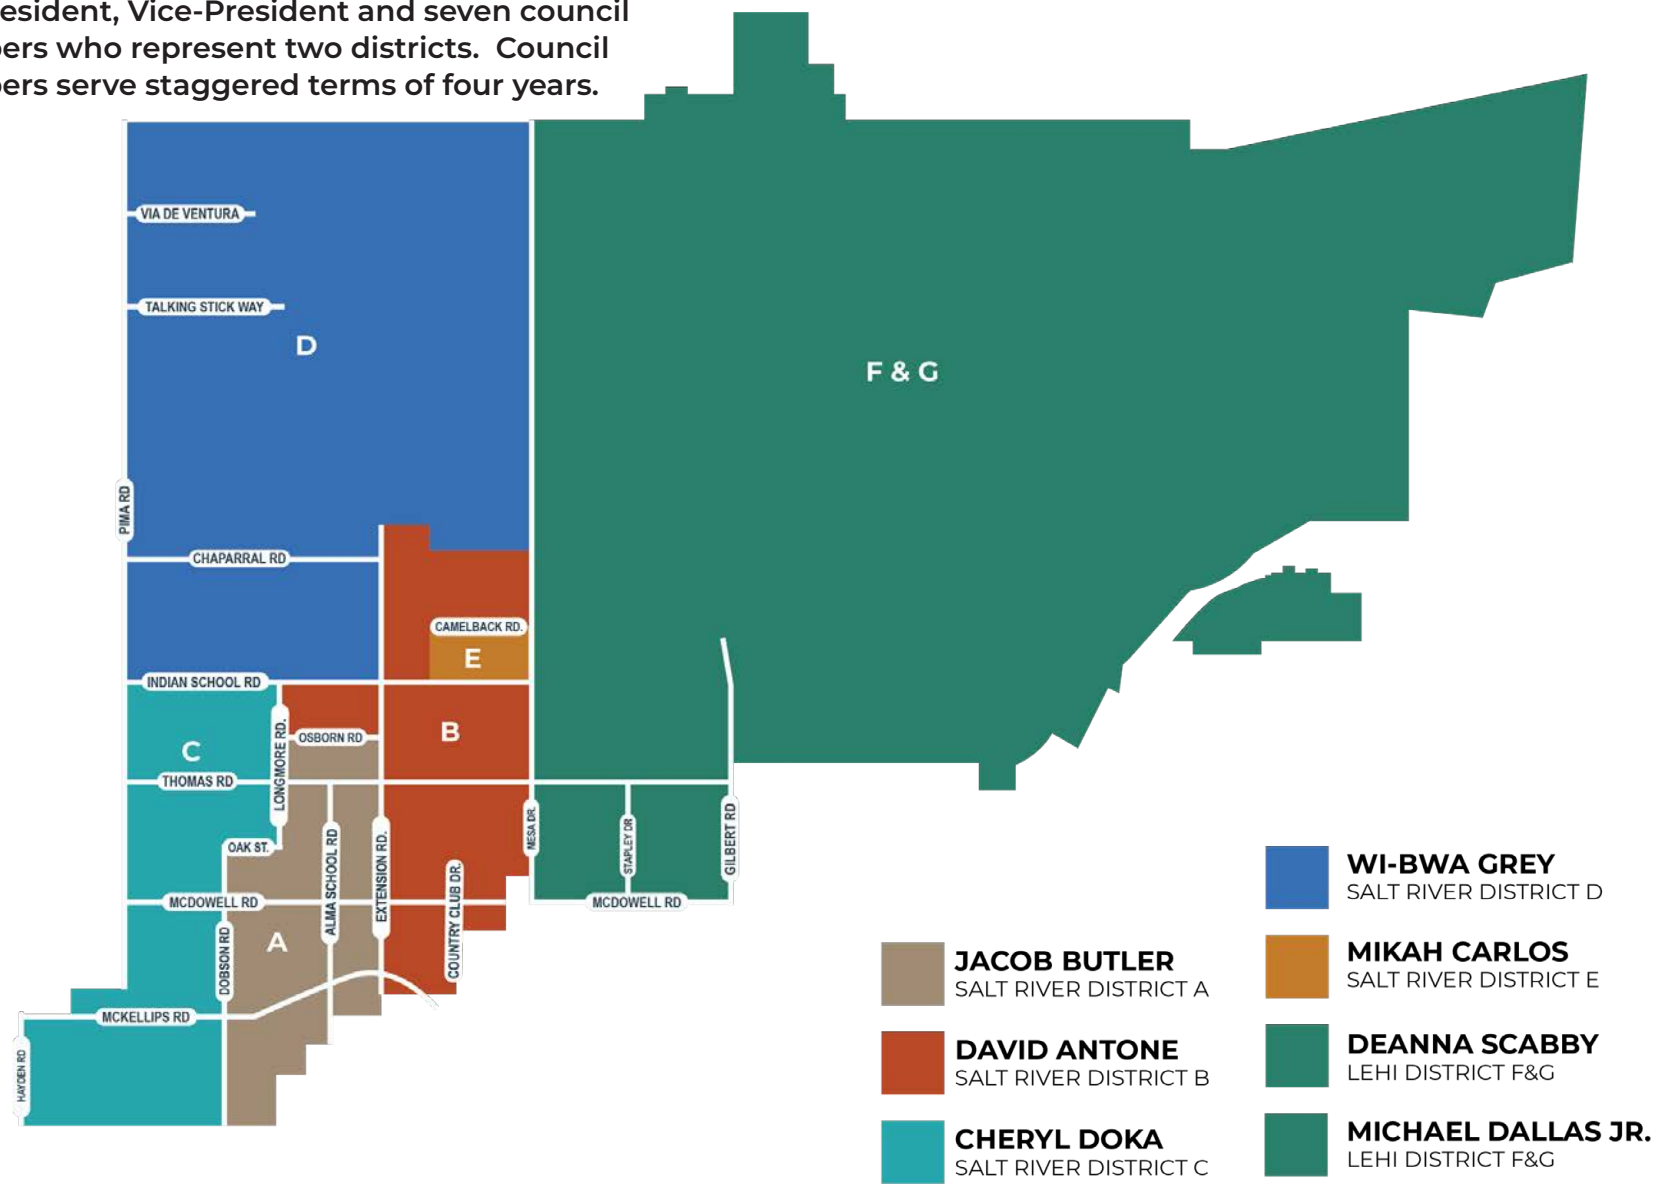 esident, Vice-President and seven council
bers who represent two districts. Council
bers serve staggered terms of four years.
VIA DE VENTURA
TALKING STICK WAY
D
F & G
PIMA RD
CHAPARRAL RD
CAMELBACK RD.
E
INDIAN SCHOOL RD
LONGMORE RD.
OSBORN RD
B
C
THOMAS RD
OAK ST.
ALMA SCHOOL RD
EXTENSION RD.
COUNTRY CLUB DR.
MESA DR.
STAPLEY DR
GILBERT RD
MCDOWELL RD
MCDOWELL RD
DOBSON RD
A
MCKELLIPS RD
HAYDEN RD
JACOB BUTLER
SALT RIVER DISTRICT A
DAVID ANTONE
SALT RIVER DISTRICT B
CHERYL DOKA
SALT RIVER DISTRICT C
WI-BWA GREY
SALT RIVER DISTRICT D
MIKAH CARLOS
SALT RIVER DISTRICT E
DEANNA SCABBY
LEHI DISTRICT F&G
MICHAEL DALLAS JR.
LEHI DISTRICT F&G